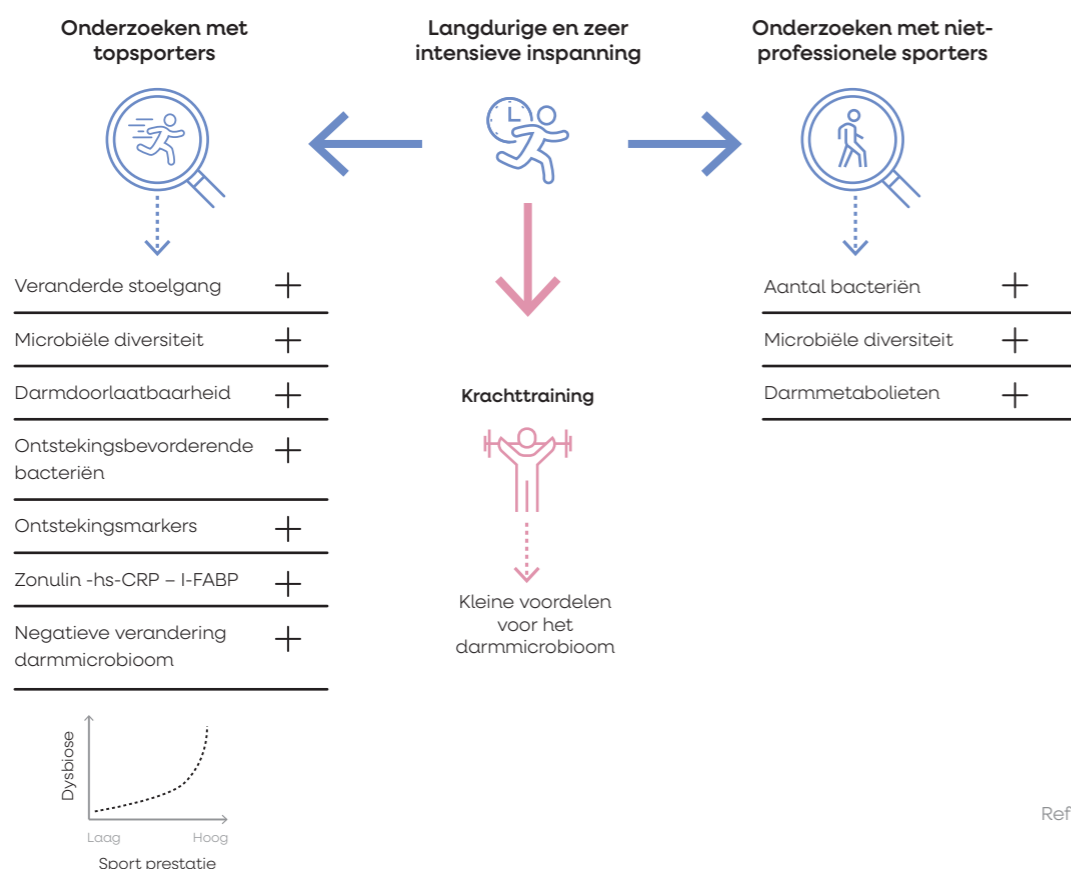 Onderzoeken met
topsporters
Langdurige en zeer
intensieve inspanning
Onderzoeken met niet-
professionele sporters
Veranderde stoelgang +
Microbiële diversiteit +
Darmdoorlaatbaarheid +
Ontstekingsbevorderende +
bacteriën
Ontstekingsmarkers +
Zonulin -hs-CRP – I-FABP +
Negatieve verandering +
darmmicrobioom
Dysbiose
Laag Hoog
Sport prestatie
Krachttraining
Kleine voordelen
voor het
darmmicrobioom
Aantal bacteriën +
Microbiële diversiteit +
Darmmetabolieten +
Ref